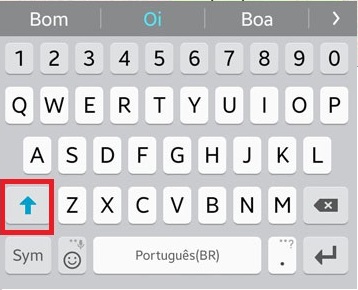 Bom Oi Boa >
1 2 3 4 5 6 7 8 9 0
Q W E R T Y U I O P
A S D F G H J K L
Z X C V B N M
Sym Português(BR) . ?